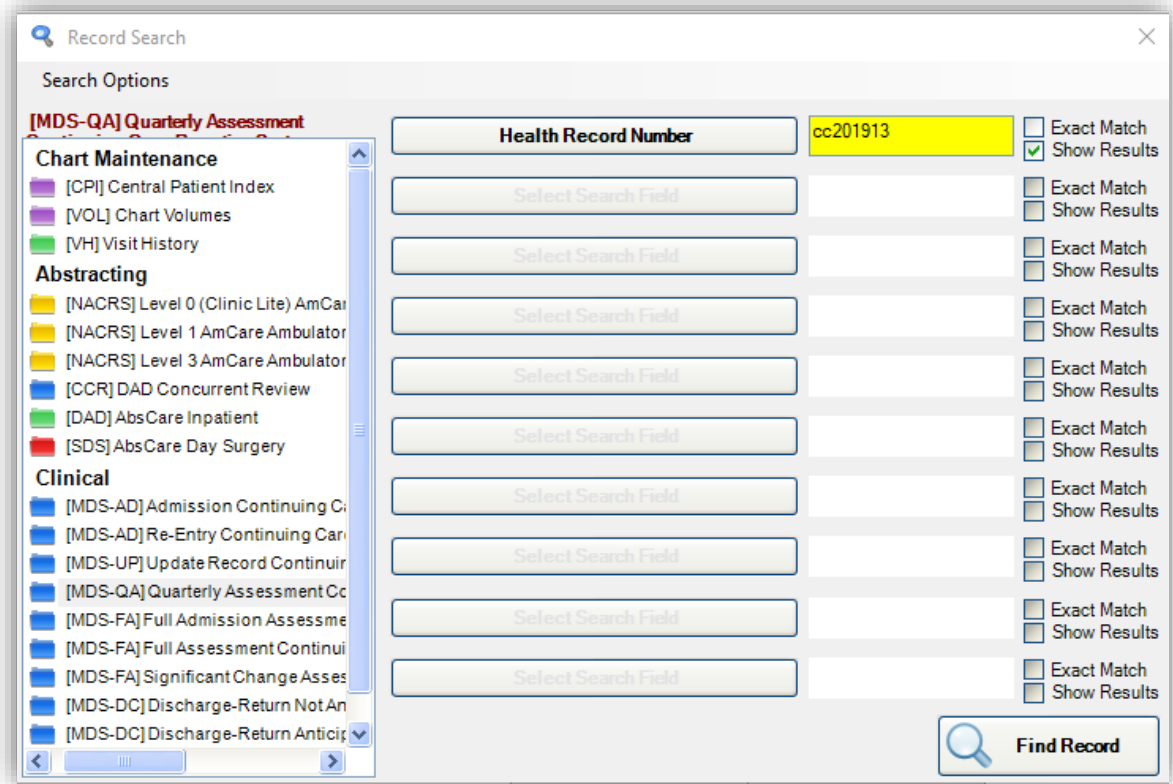 Record Search
Search Options
[MDS-QA] Quarterly Assessment
Chart Maintenance
[CPI] Central Patient Index
[VOL] Chart Volumes
[VH] Visit History
Abstracting
[NACRS] Level 0 (Clinic Lite) AmCar
[NACRS] Level 1 AmCare Ambulator
[NACRS] Level 3 AmCare Ambulator
[CCR] DAD Concurrent Review
[DAD] AbsCare Inpatient
[SDS] AbsCare Day Surgery
Clinical
[MDS-AD] Admission Continuing Ca
[MDS-AD] Re-Entry Continuing Car
[MDS-UP] Update Record Continuin
[MDS-QA] Quarterly Assessment Co
[MDS-FA] Full Admission Assessme
[MDS-FA] Full Assessment Continui
[MDS-FA] Significant Change Asses
[MDS-DC] Discharge-Return Not An
[MDS-DC] Discharge-Return Anticip
Health Record Number
cc201913
Exact Match
Show Results
Select Search Field
Exact Match
Show Results
Select Search Field
Exact Match
Show Results
Select Search Field
Exact Match
Show Results
Select Search Field
Exact Match
Show Results
Select Search Field
Exact Match
Show Results
Select Search Field
Exact Match
Show Results
Select Search Field
Exact Match
Show Results
Select Search Field
Exact Match
Show Results
Select Search Field
Exact Match
Show Results
Find Record